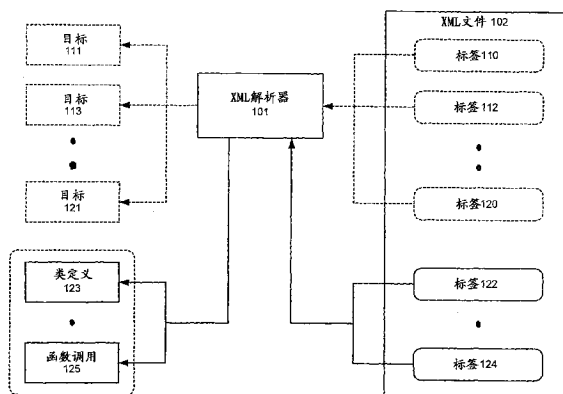 XML文件 102
目标
111
目标
113
目标
121
XML解析器
101
标签110
标签112
标签120
类定义
123
函数调用
125
标签122
标签124